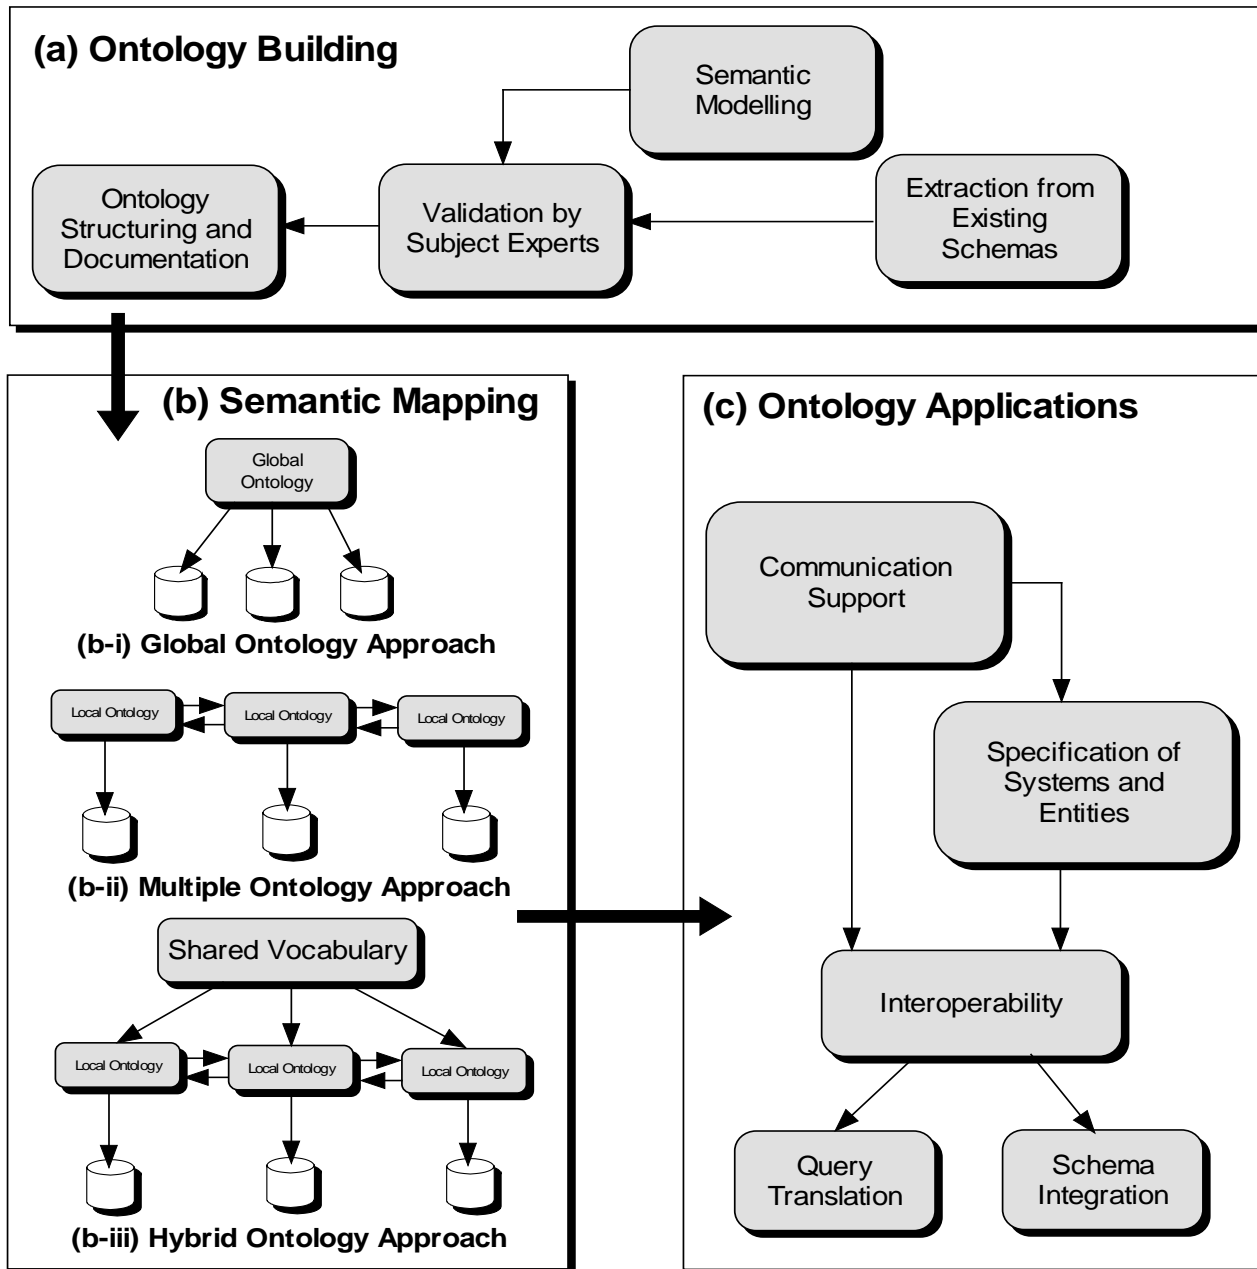 (a) Ontology Building
Semantic
Modelling
Extraction from
Existing
Schemas
Validation by
Subject Experts
Ontology
Structuring and
Documentation
(b) Semantic Mapping
Global
Ontology
(b-i) Global Ontology Approach
Local Ontology
Local Ontology
Local Ontology
(b-ii) Multiple Ontology Approach
Shared Vocabulary
Local Ontology
Local Ontology
Local Ontology
(b-iii) Hybrid Ontology Approach
(c) Ontology Applications
Communication
Support
Specification of
Systems and
Entities
Interoperability
Query
Translation
Schema
Integration